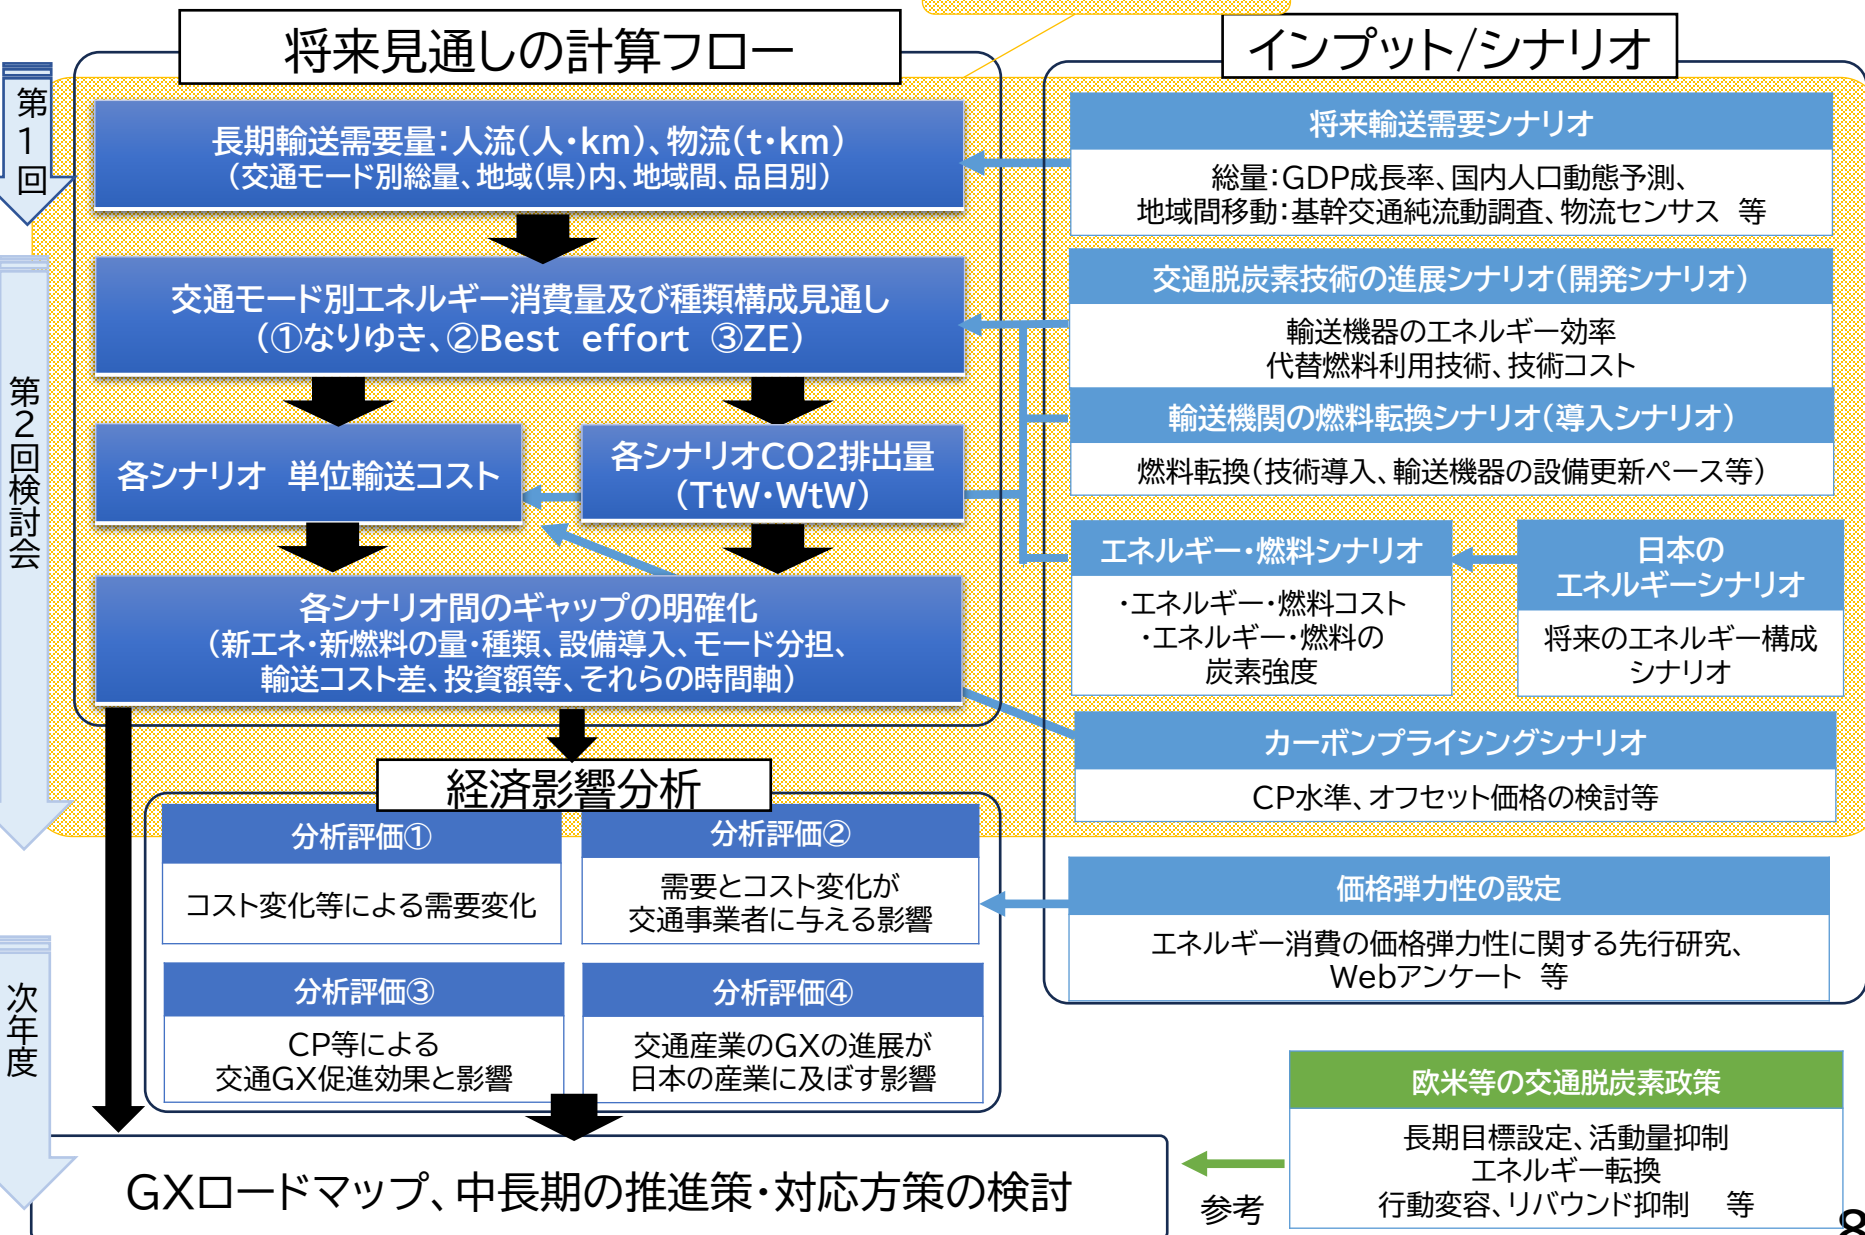 将来見通しの計算フロー
インプット/シナリオ
第1回
第2回検討会
次年度
長期輸送需要量：人流（人・km）、物流（t・km）
（交通モード別総量、地域（県）内、地域間、品目別）
交通モード別エネルギー消費量及び種類構成見通し
（①なりゆき、②Best effort ③ZE）
各シナリオ 単位輸送コスト
各シナリオCO2排出量
（TtW・WtW）
各シナリオ間のギャップの明確化
（新エネ・新燃料の量・種類、設備導入、モード分担、
輸送コスト差、投資額等、それらの時間軸）
将来輸送需要シナリオ
総量：GDP成長率、国内人口動態予測、
地域間移動：基幹交通純流動調査、物流センサス 等
交通脱炭素技術の進展シナリオ（開発シナリオ）
輸送機器のエネルギー効率
代替燃料利用技術、技術コスト
輸送機関の燃料転換シナリオ（導入シナリオ）
燃料転換（技術導入、輸送機器の設備更新ペース等）
エネルギー・燃料シナリオ
・エネルギー・燃料コスト
・エネルギー・燃料の
炭素強度
日本の
エネルギーシナリオ
将来のエネルギー構成
シナリオ
カーボンプライシングシナリオ
CP水準、オフセット価格の検討等
経済影響分析
分析評価①
コスト変化等による需要変化
分析評価②
需要とコスト変化が
交通事業者に与える影響
分析評価③
CP等による
交通GX促進効果と影響
分析評価④
交通産業のGXの進展が
日本の産業に及ぼす影響
価格弾力性の設定
エネルギー消費の価格弾力性に関する先行研究、
Webアンケート 等
欧米等の交通脱炭素政策
長期目標設定、活動量抑制
エネルギー転換
行動変容、リバウンド抑制 等
参考
GXロードマップ、中長期の推進策・対応方策の検討
8